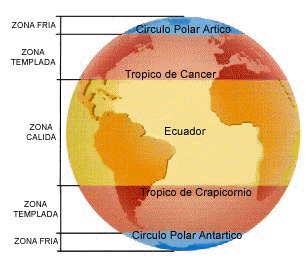 ZONA FRIA
Circulo Polar Artico
ZONA
TEMPLADA
Tropico de Cancer
ZONA
CALIDA
Ecuador
Tropico de Crapicornio
ZONA
TEMPLADA
ZONA FRIA
Circulo Polar Antartico